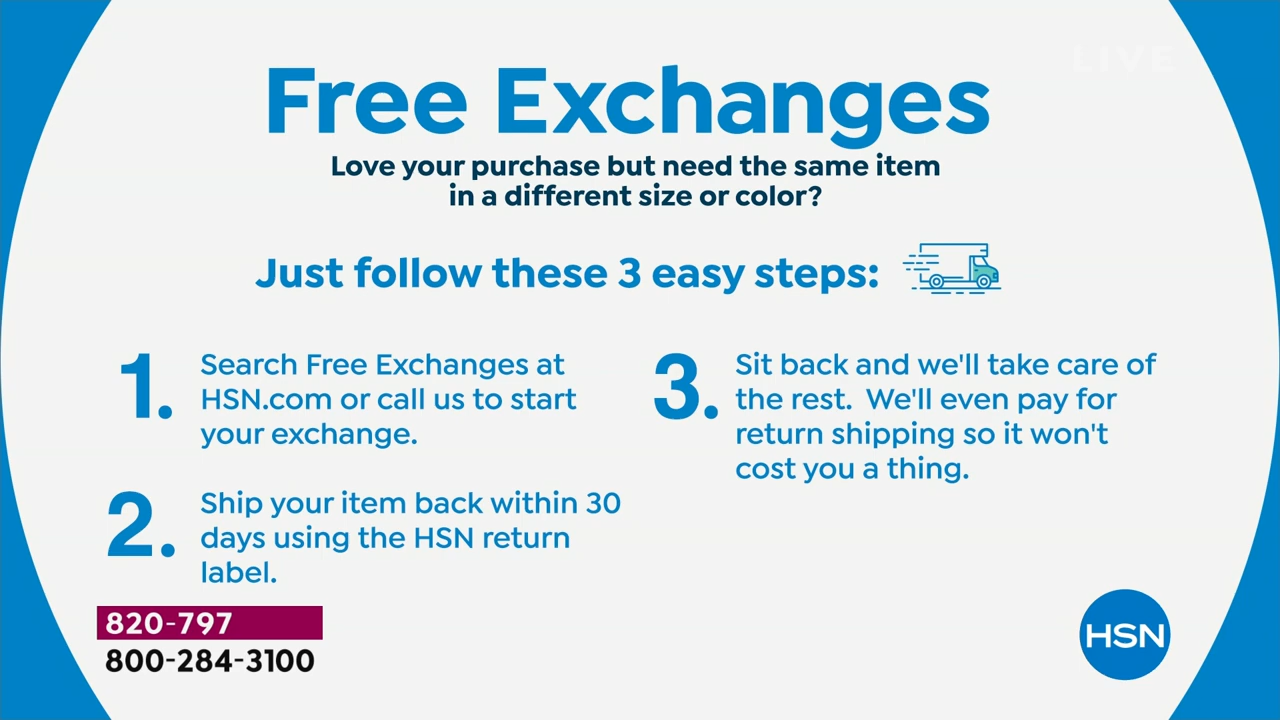 LIVE
Free Exchanges
Love your purchase but need the same item
in a different size or color?
Just follow these 3 easy steps:
1. Search Free Exchanges at
HSN.com or call us to start
your exchange.
2. Ship your item back within 30
days using the HSN return
label.
3. Sit back and we'll take care of
the rest. We'll even pay for
return shipping so it won't
cost you a thing.
820-797
800-284-3100
HSN